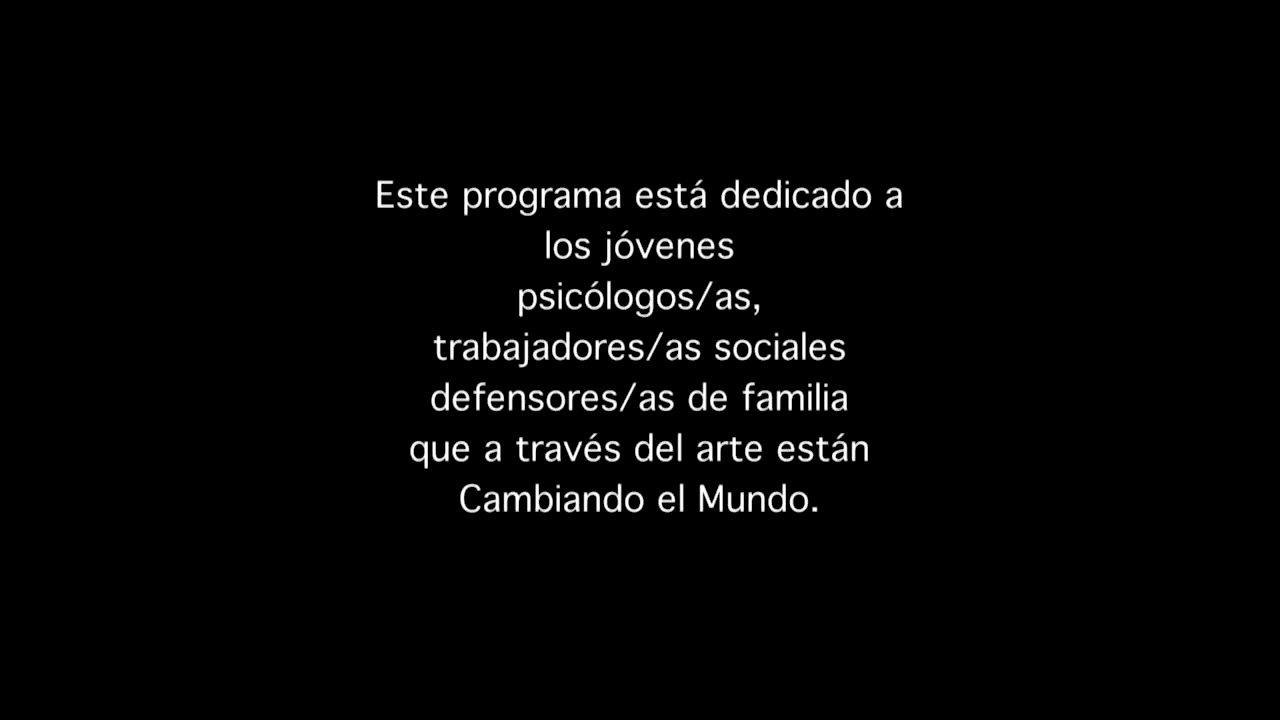 Este programa está dedicado a
los jóvenes
psicólogos/as,
trabajadores/as sociales
defensores/as de familia
que a través del arte están
Cambiando el Mundo.